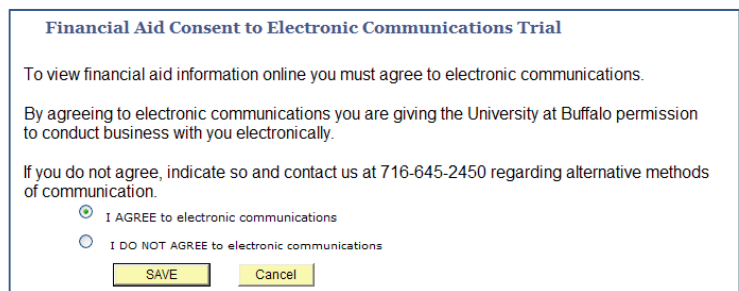 Financial Aid Consent to Electronic Communications Trial
To view financial aid information online you must agree to electronic communications.
By agreeing to electronic communications you are giving the University at Buffalo permission
to conduct business with you electronically.
If you do not agree, indicate so and contact us at 716-645-2450 regarding alternative methods
of communication.
I AGREE to electronic communications
I DO NOT AGREE to electronic communications
SAVE Cancel